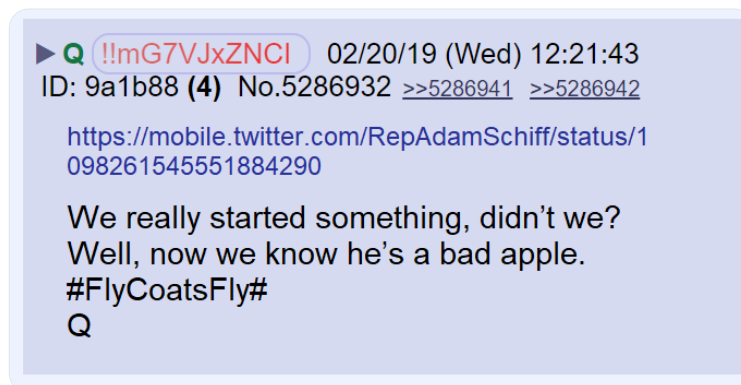 ▶ Q !!mG7VJxZNCI 02/20/19 (Wed) 12:21:43
ID: 9a1b88 (4) No.5286932 >>5286941 >>5286942
https://mobile.twitter.com/RepAdamSchiff/status/1
098261545551884290
We really started something, didn’t we?
Well, now we know he’s a bad apple.
#FlyCoatsFly#
Q